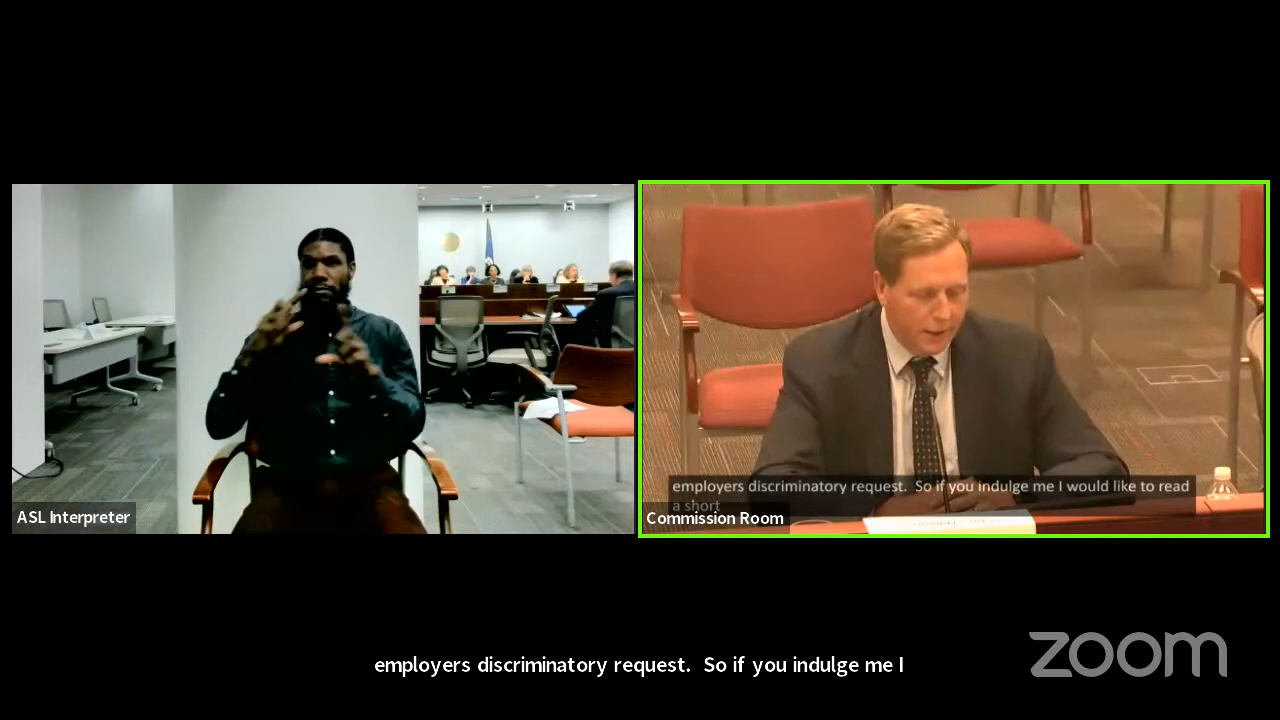 employers discriminatory request.  So if you indulge me I would like to read
a short
ASL Interpreter
Commission Room
employers discriminatory request.  So if you indulge me I
zoom